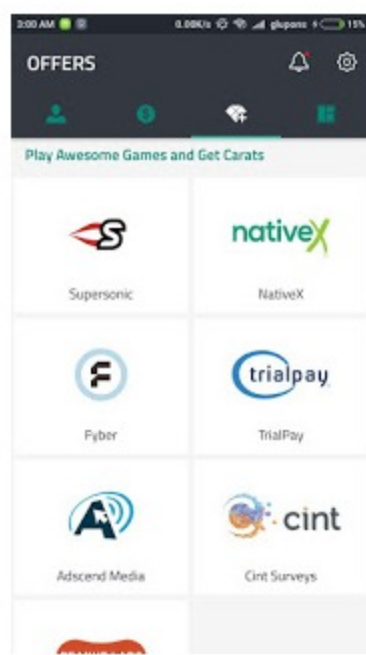 3:00 AM 0.00K/s glupons 15%
OFFERS
Play Awesome Games and Get Carats
S
Supersonic
nativeX
NativeX
F
Fyber
trialpay
TrialPay
A
Adscend Media
cint
Cint Surveys